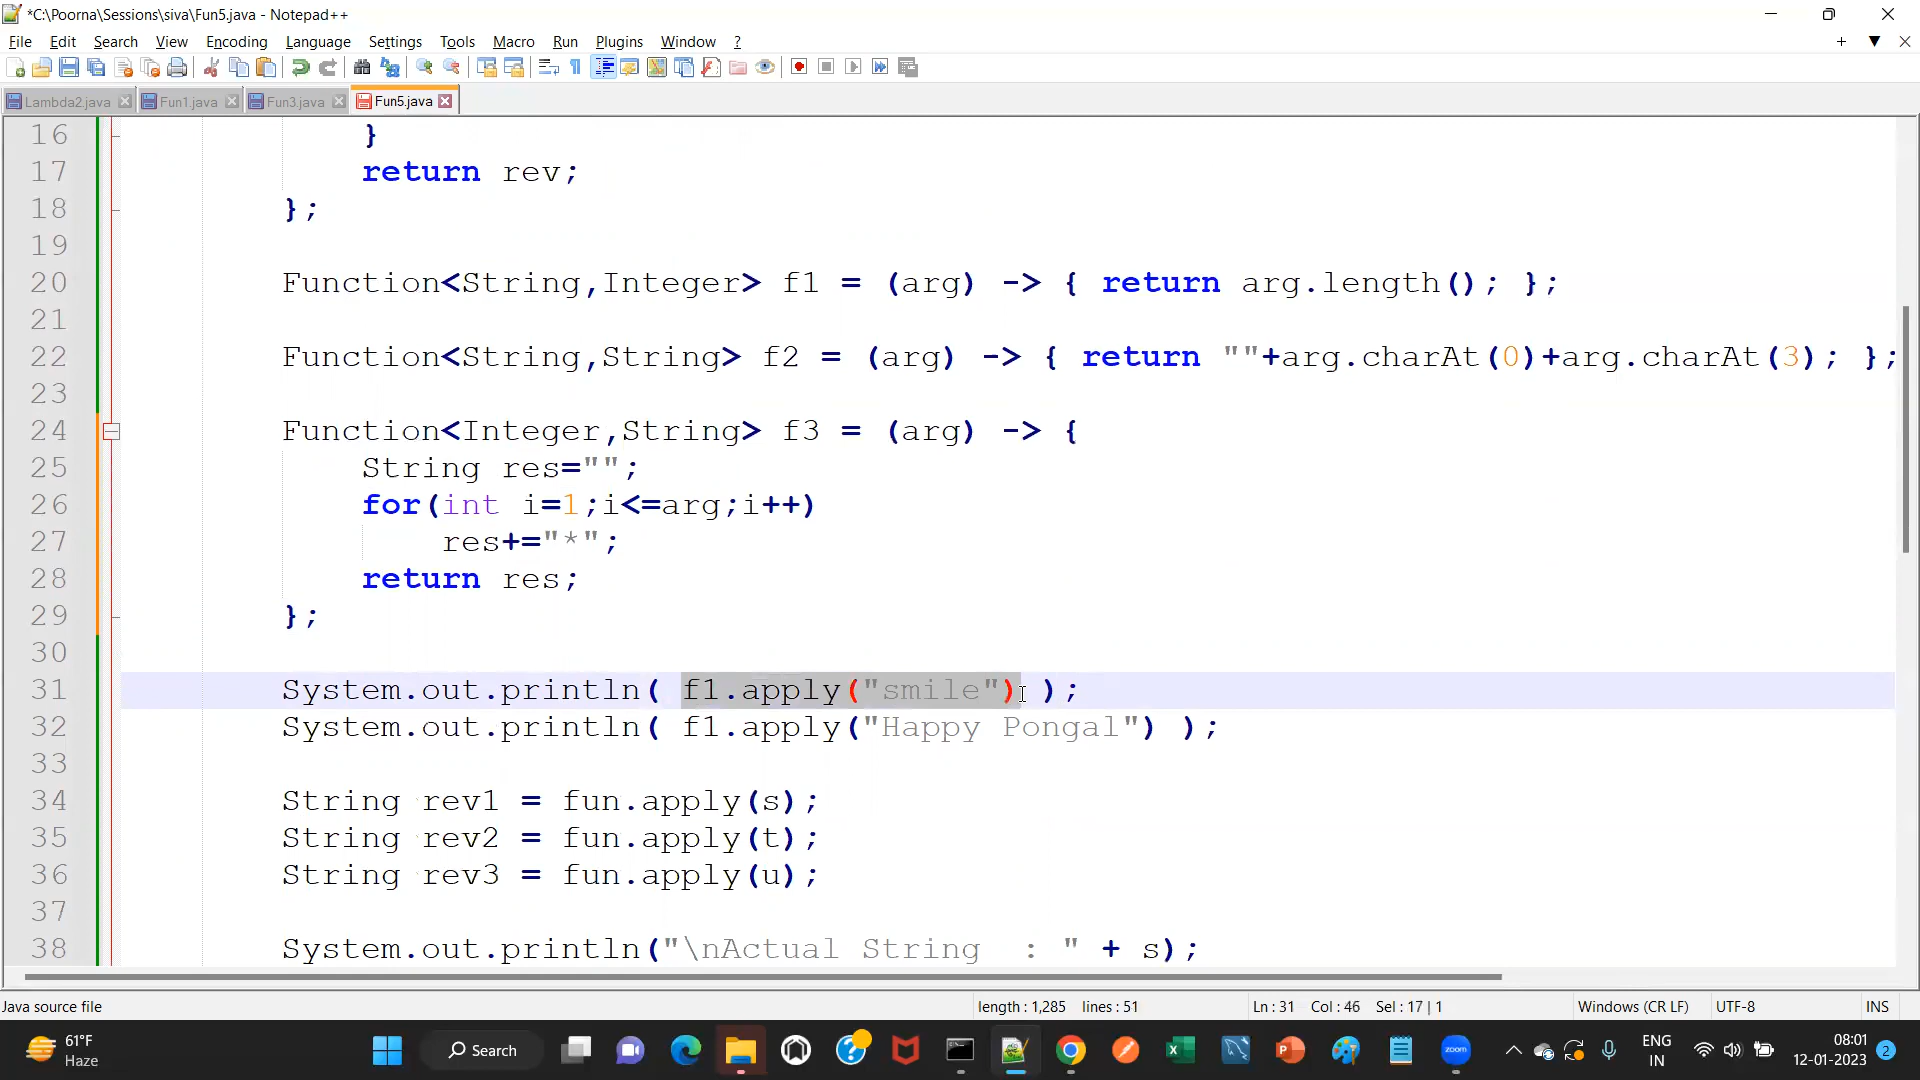 *C:\Poorna\Sessions\siva\Fun5.java - Notepad++
File Edit Search View Encoding Language Settings Tools Macro Run Plugins Window ?
Lambda2.java Fun1.java Fun3.java Fun5.java
16 }
17 return rev;
18 };
19
20 Function<String,Integer> f1 = (arg) -> { return arg.length(); };
21
22 Function<String,String> f2 = (arg) -> { return ""+arg.charAt(0)+arg.charAt(3); };
23
24 Function<Integer,String> f3 = (arg) -> {
25 String res="";
26 for(int i=1;i<=arg;i++)
27 res+="*";
28 return res;
29 };
30
31 System.out.println( f1.apply("smile") );
32 System.out.println( f1.apply("Happy Pongal") );
33
34 String rev1 = fun.apply(s);
35 String rev2 = fun.apply(t);
36 String rev3 = fun.apply(u);
37
38 System.out.println("\nActual String : " + s);
Java source file length : 1,285 lines : 51 Ln : 31 Col : 46 Sel : 17 | 1 Windows (CR LF) UTF-8 INS
61°F
Haze
Search
zoom
ENG
IN
08:01
12-01-2023
2